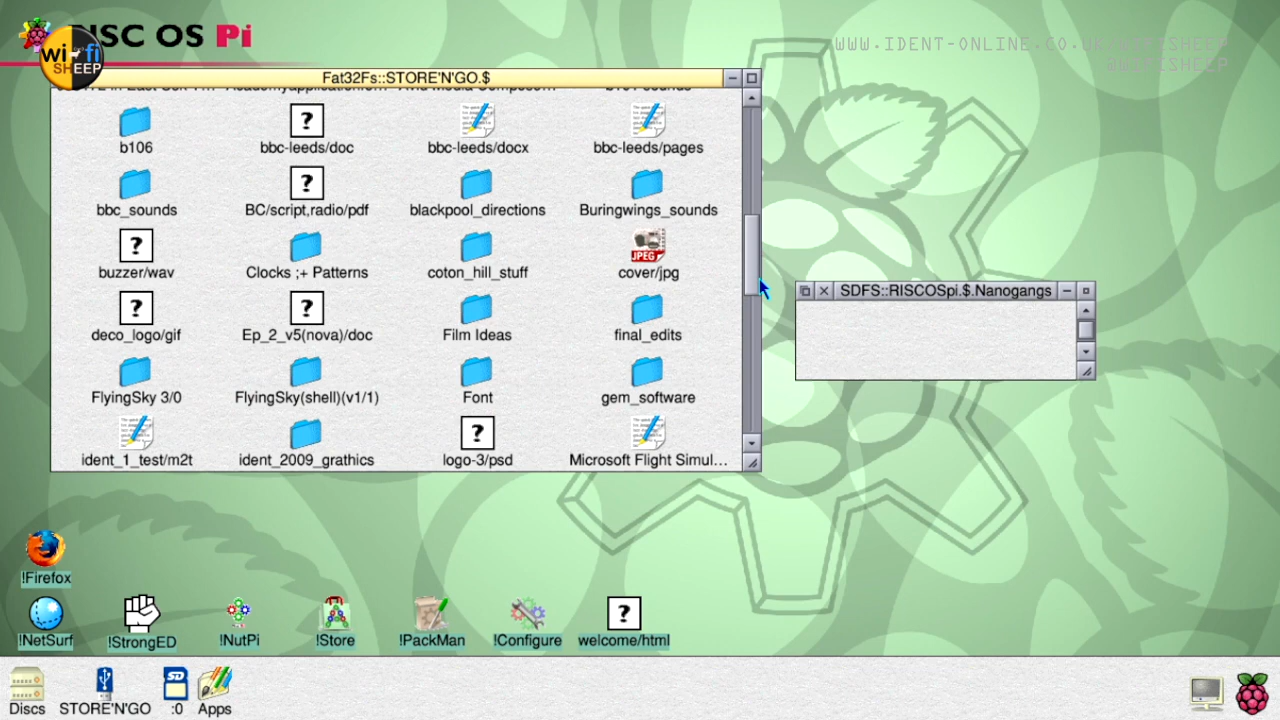 RISC OS Pi
wi fi
SHEEP
WWW.IDENT-ONLINE.CO.UK/WIFISHEEP
@WIFISHEEP
Fat32Fs::STORE'N'GO.$
b106
bbc-leeds/doc
bbc-leeds/docx
bbc-leeds/pages
bbc_sounds
BC/script,radio/pdf
blackpool_directions
Buringwings_sounds
buzzer/wav
Clocks ;+ Patterns
coton_hill_stuff
JPEG
cover/jpg
SDFS::RISCOSpi.$.Nanogangs
deco_logo/gif
Ep_2_v5(nova)/doc
Film Ideas
final_edits
FlyingSky 3/0
FlyingSky(shell)(v1/1)
Font
gem_software
ident_1_test/m2t
ident_2009_grathics
logo-3/psd
Microsoft Flight Simul...
!Firefox
!NetSurf
!StrongED
!NutPi
!Store
!PackMan
!Configure
welcome/html
SD
Discs
STORE'N'GO
:0
Apps